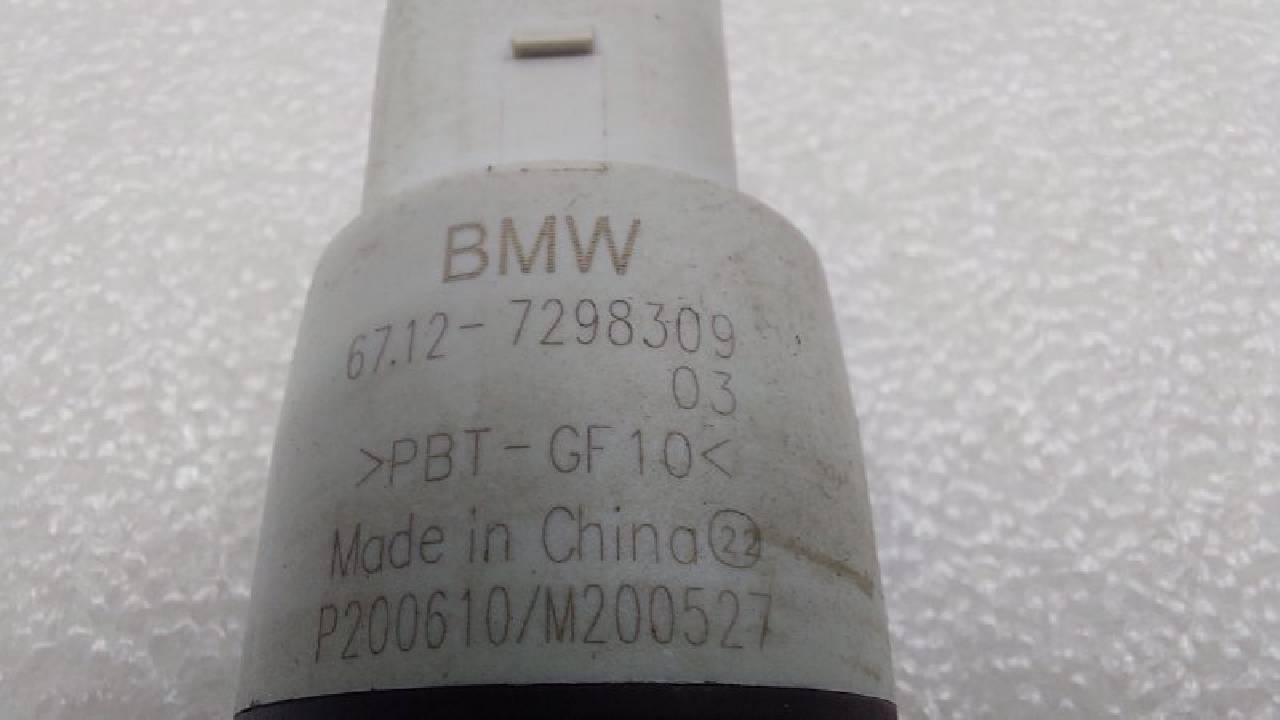 BMW
67.12-7298309
03
>PBT-GF10<
Made in China 22
P200610/M200527